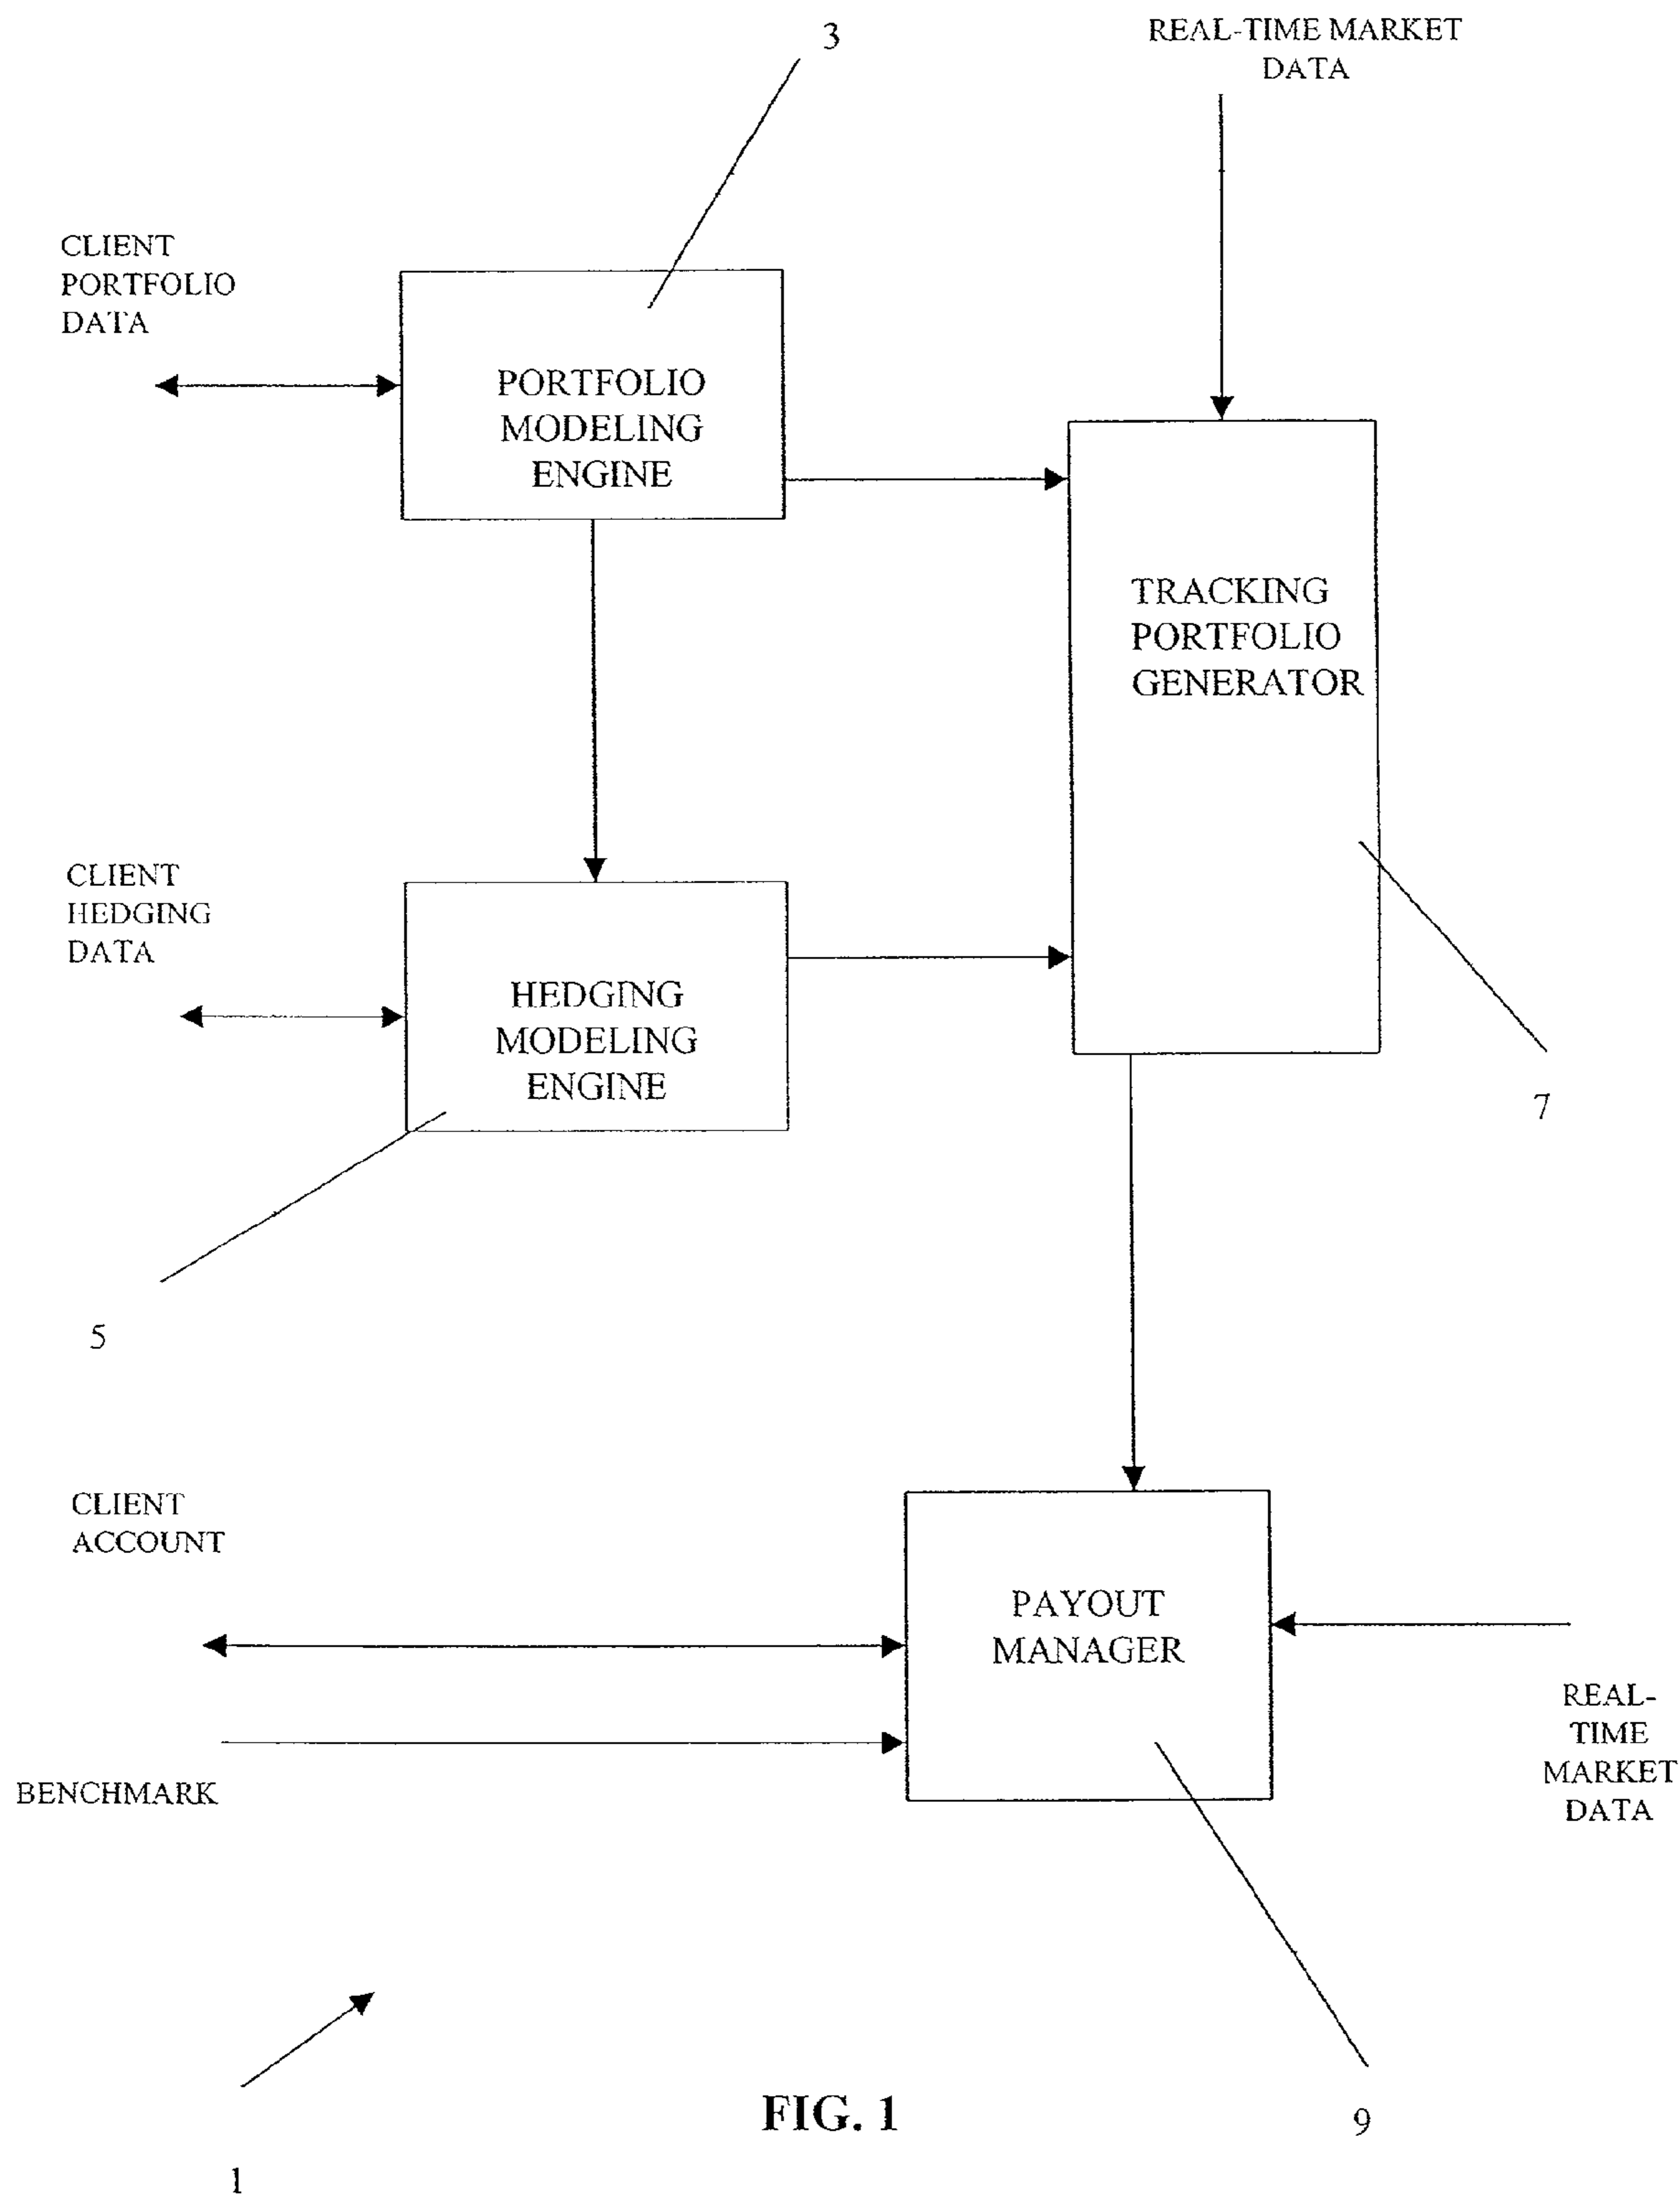 3
REAL-TIME MARKET
DATA
CLIENT
PORTFOLIO
DATA
PORTFOLIO
MODELING
ENGINE
TRACKING
PORTFOLIO
GENERATOR
CLIENT
HEDGING
DATA
HEDGING
MODELING
ENGINE
7
5
CLIENT
ACCOUNT
PAYOUT
MANAGER
REAL-
TIME
MARKET
DATA
BENCHMARK
FIG. 1
9
1